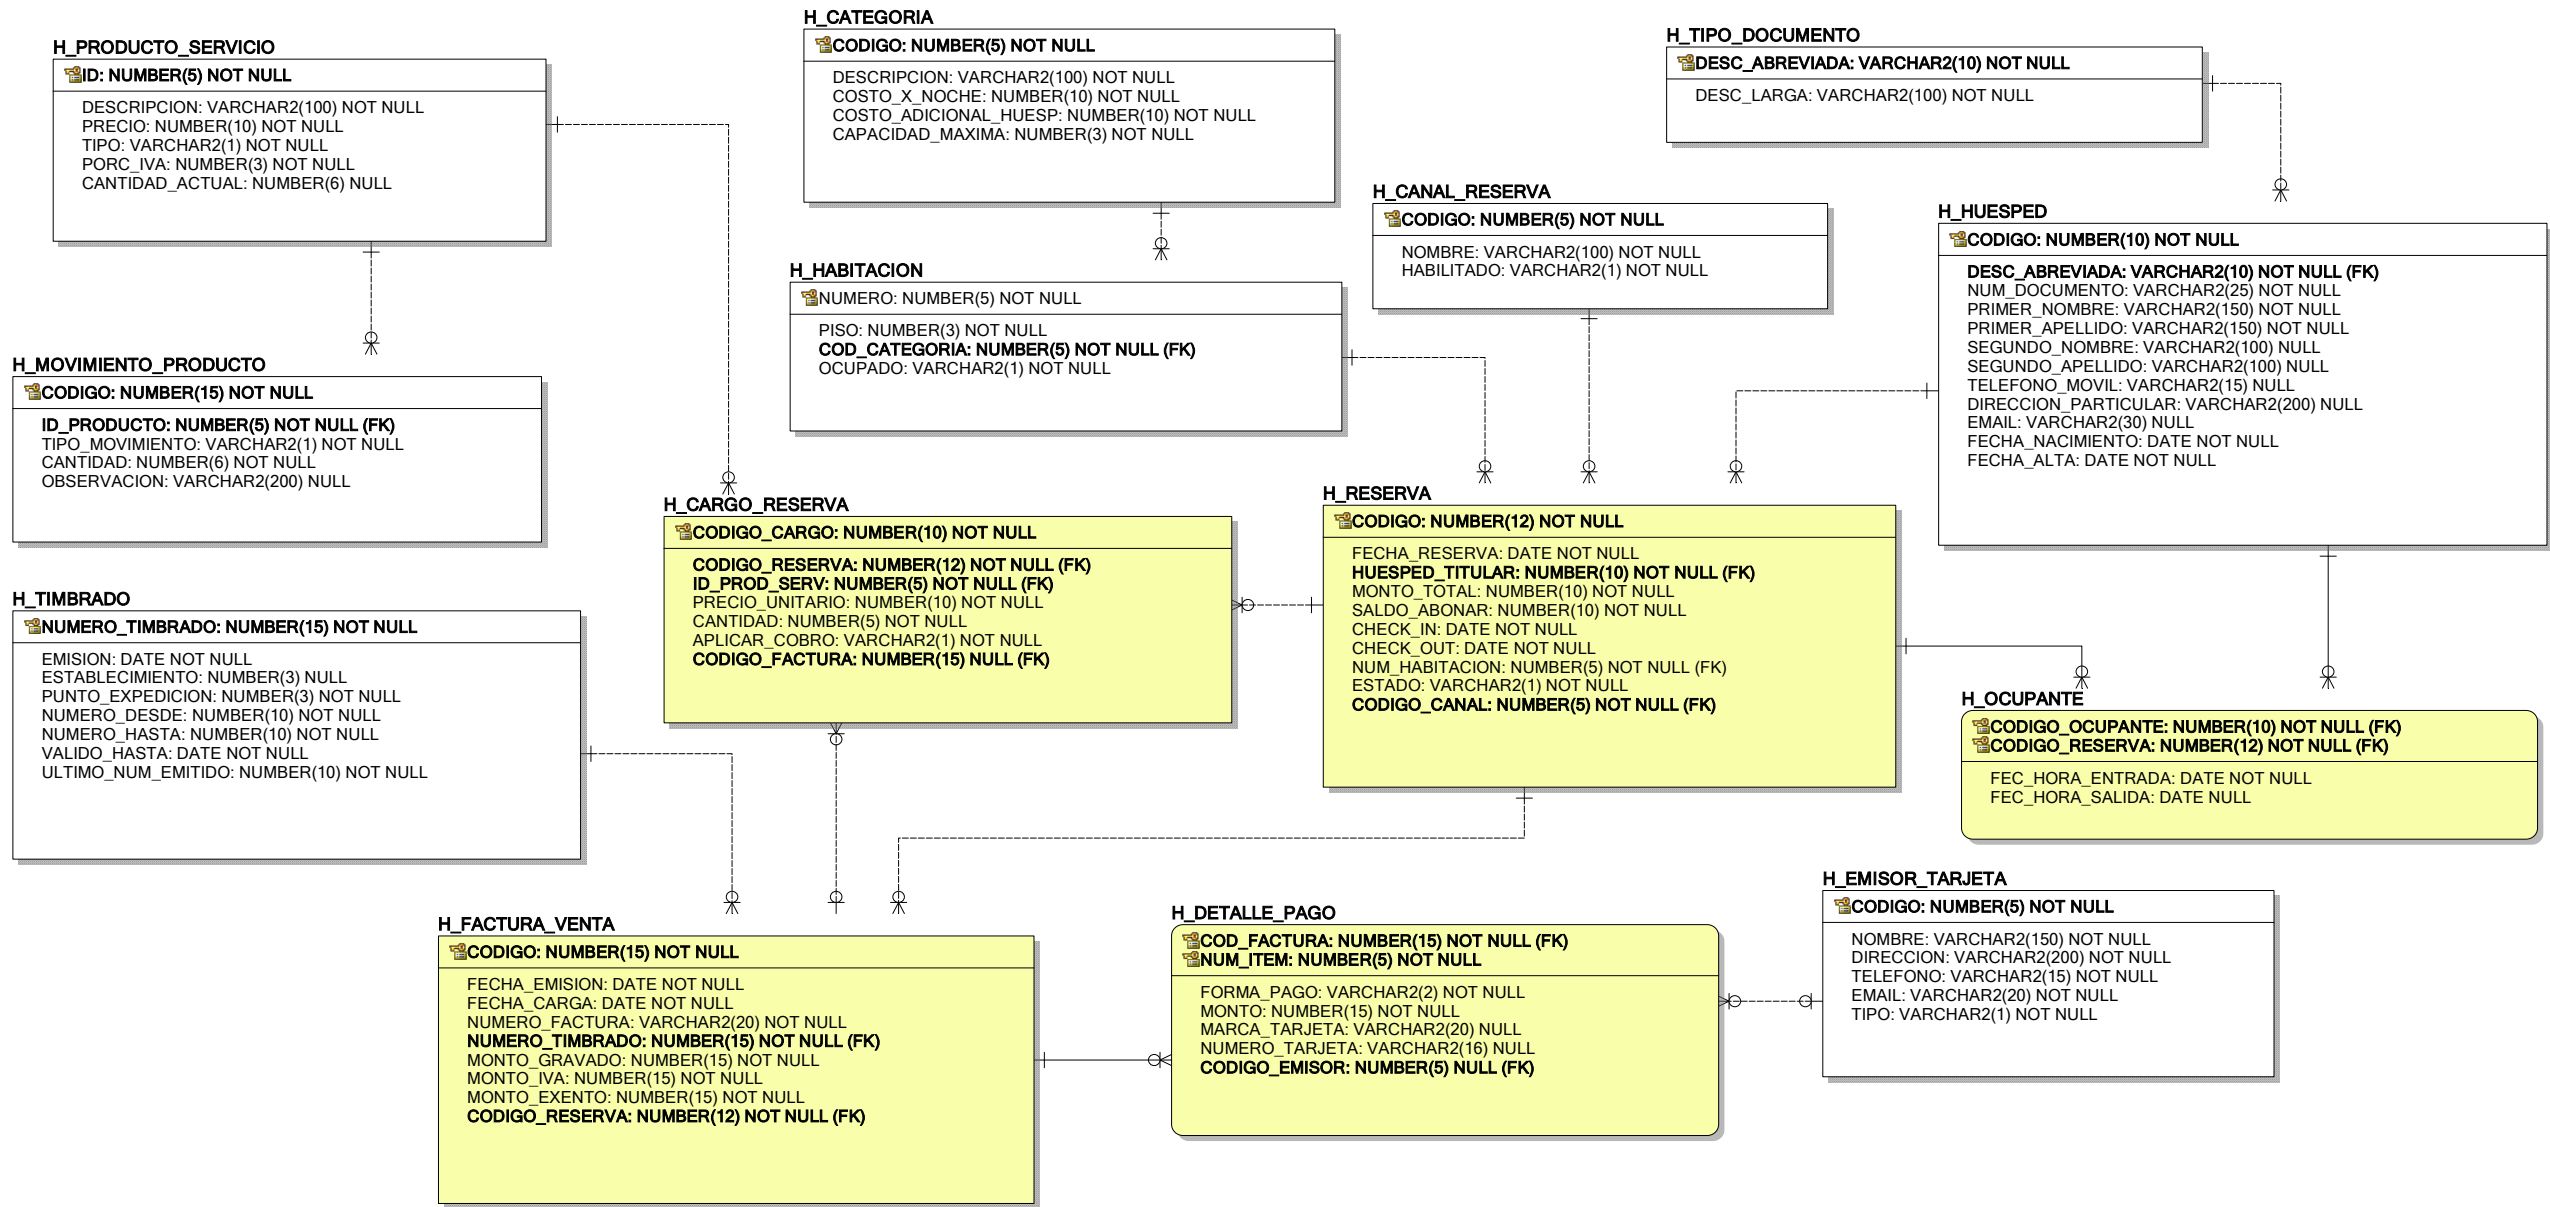 H_PRODUCTO_SERVICIO
ID: NUMBER(5) NOT NULL
DESCRIPCION: VARCHAR2(100) NOT NULL
PRECIO: NUMBER(10) NOT NULL
TIPO: VARCHAR2(1) NOT NULL
PORC_IVA: NUMBER(3) NOT NULL
CANTIDAD_ACTUAL: NUMBER(6) NULL
H_CATEGORIA
CODIGO: NUMBER(5) NOT NULL
DESCRIPCION: VARCHAR2(100) NOT NULL
COSTO_X_NOCHE: NUMBER(10) NOT NULL
COSTO_ADICIONAL_HUESP: NUMBER(10) NOT NULL
CAPACIDAD_MAXIMA: NUMBER(3) NOT NULL
H_TIPO_DOCUMENTO
DESC_ABREVIADA: VARCHAR2(10) NOT NULL
DESC_LARGA: VARCHAR2(100) NOT NULL
H_CANAL_RESERVA
CODIGO: NUMBER(5) NOT NULL
NOMBRE: VARCHAR2(100) NOT NULL
HABILITADO: VARCHAR2(1) NOT NULL
H_HUESPED
CODIGO: NUMBER(10) NOT NULL
DESC_ABREVIADA: VARCHAR2(10) NOT NULL (FK)
NUM_DOCUMENTO: VARCHAR2(25) NOT NULL
PRIMER_NOMBRE: VARCHAR2(150) NOT NULL
PRIMER_APELLIDO: VARCHAR2(150) NOT NULL
SEGUNDO_NOMBRE: VARCHAR2(100) NULL
SEGUNDO_APELLIDO: VARCHAR2(100) NULL
TELEFONO_MOVIL: VARCHAR2(15) NULL
DIRECCION_PARTICULAR: VARCHAR2(200) NULL
EMAIL: VARCHAR2(30) NULL
FECHA_NACIMIENTO: DATE NOT NULL
FECHA_ALTA: DATE NOT NULL
H_HABITACION
NUMERO: NUMBER(5) NOT NULL
PISO: NUMBER(3) NOT NULL
COD_CATEGORIA: NUMBER(5) NOT NULL (FK)
OCUPADO: VARCHAR2(1) NOT NULL
H_MOVIMIENTO_PRODUCTO
CODIGO: NUMBER(15) NOT NULL
ID_PRODUCTO: NUMBER(5) NOT NULL (FK)
TIPO_MOVIMIENTO: VARCHAR2(1) NOT NULL
CANTIDAD: NUMBER(6) NOT NULL
OBSERVACION: VARCHAR2(200) NULL
H_CARGO_RESERVA
CODIGO_CARGO: NUMBER(10) NOT NULL
CODIGO_RESERVA: NUMBER(12) NOT NULL (FK)
ID_PROD_SERV: NUMBER(5) NOT NULL (FK)
PRECIO_UNITARIO: NUMBER(10) NOT NULL
CANTIDAD: NUMBER(5) NOT NULL
APLICAR_COBRO: VARCHAR2(1) NOT NULL
CODIGO_FACTURA: NUMBER(15) NULL (FK)
H_RESERVA
CODIGO: NUMBER(12) NOT NULL
FECHA_RESERVA: DATE NOT NULL
HUESPED_TITULAR: NUMBER(10) NOT NULL (FK)
MONTO_TOTAL: NUMBER(10) NOT NULL
SALDO_ABONAR: NUMBER(10) NOT NULL
CHECK_IN: DATE NOT NULL
CHECK_OUT: DATE NOT NULL
NUM_HABITACION: NUMBER(5) NOT NULL (FK)
ESTADO: VARCHAR2(1) NOT NULL
CODIGO_CANAL: NUMBER(5) NOT NULL (FK)
H_TIMBRADO
NUMERO_TIMBRADO: NUMBER(15) NOT NULL
EMISION: DATE NOT NULL
ESTABLECIMIENTO: NUMBER(3) NULL
PUNTO_EXPEDICION: NUMBER(3) NOT NULL
NUMERO_DESDE: NUMBER(10) NOT NULL
NUMERO_HASTA: NUMBER(10) NOT NULL
VALIDO_HASTA: DATE NOT NULL
ULTIMO_NUM_EMITIDO: NUMBER(10) NOT NULL
H_OCUPANTE
CODIGO_OCUPANTE: NUMBER(10) NOT NULL (FK)
CODIGO_RESERVA: NUMBER(12) NOT NULL (FK)
FEC_HORA_ENTRADA: DATE NOT NULL
FEC_HORA_SALIDA: DATE NULL
H_FACTURA_VENTA
CODIGO: NUMBER(15) NOT NULL
FECHA_EMISION: DATE NOT NULL
FECHA_CARGA: DATE NOT NULL
NUMERO_FACTURA: VARCHAR2(20) NOT NULL
NUMERO_TIMBRADO: NUMBER(15) NOT NULL (FK)
MONTO_GRAVADO: NUMBER(15) NOT NULL
MONTO_IVA: NUMBER(15) NOT NULL
MONTO_EXENTO: NUMBER(15) NOT NULL
CODIGO_RESERVA: NUMBER(12) NOT NULL (FK)
H_DETALLE_PAGO
COD_FACTURA: NUMBER(15) NOT NULL (FK)
NUM_ITEM: NUMBER(5) NOT NULL
FORMA_PAGO: VARCHAR2(2) NOT NULL
MONTO: NUMBER(15) NOT NULL
MARCA_TARJETA: VARCHAR2(20) NULL
NUMERO_TARJETA: VARCHAR2(16) NULL
CODIGO_EMISOR: NUMBER(5) NULL (FK)
H_EMISOR_TARJETA
CODIGO: NUMBER(5) NOT NULL
NOMBRE: VARCHAR2(150) NOT NULL
DIRECCION: VARCHAR2(200) NOT NULL
TELEFONO: VARCHAR2(15) NOT NULL
EMAIL: VARCHAR2(20) NOT NULL
TIPO: VARCHAR2(1) NOT NULL